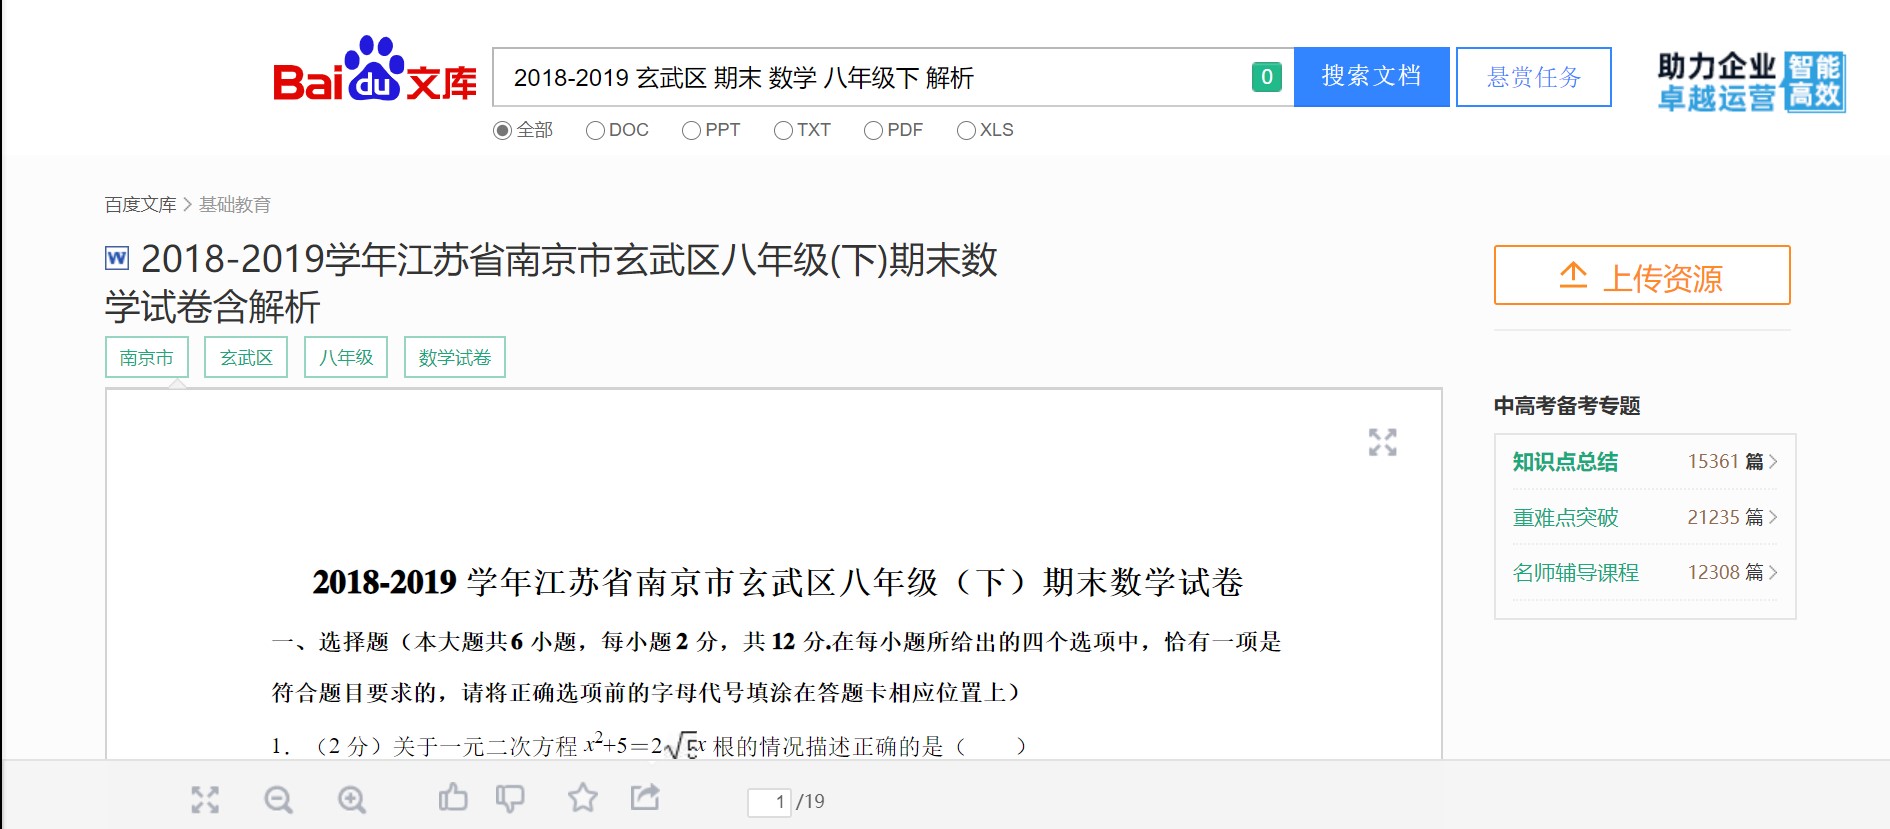 Bai du 文库
2018-2019 玄武区 期末 数学 八年级下 解析
0
搜索文档
悬赏任务
助力企业 智能
卓越运营 高效
全部 DOC PPT TXT PDF XLS
百度文库 > 基础教育
W 2018-2019学年江苏省南京市玄武区八年级(下)期末数
学试卷含解析
上传资源
南京市 玄武区 八年级 数学试卷
中高考备考专题
知识点总结 15361 篇 >
重难点突破 21235 篇 >
名师辅导课程 12308 篇 >
2018-2019 学年江苏省南京市玄武区八年级（下）期末数学试卷
一、选择题（本大题共6 小题，每小题 2 分，共 12 分.在每小题所给出的四个选项中，恰有一项是
符合题目要求的，请将正确选项前的字母代号填涂在答题卡相应位置上）
1．（2 分）关于一元二次方程 x²+5＝2√5x 根的情况描述正确的是（　　）
1 /19